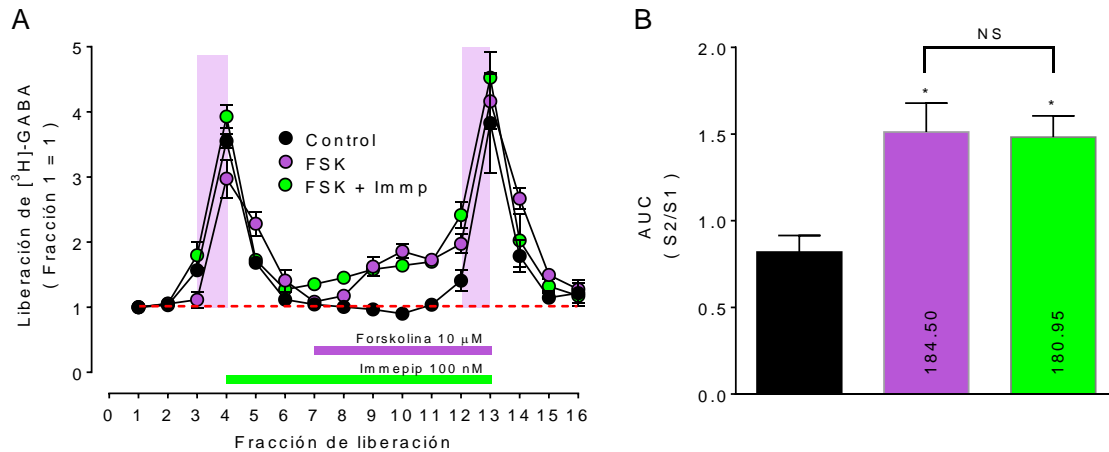 A
Liberación de [³H]-GABA
( Fracción 1 = 1)
5
4
3
2
1
0
Control
FSK
FSK + Immp
Forskolina 10 μM
Immepip 100 nM
0 1 2 3 4 5 6 7 8 9 10 11 12 13 14 15 16
Fracción de liberación
B
AUC
( S2/S1)
2.0
1.5
1.0
0.5
0.0
NS
* *
184.50
180.95